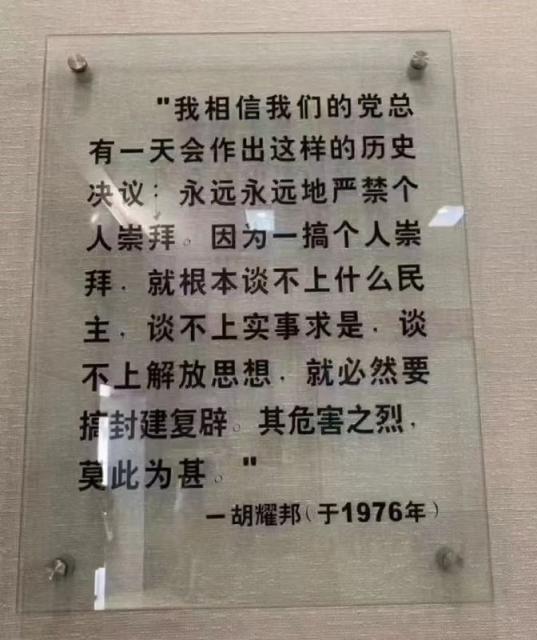 "我相信我们的党总
有一天会作出这样的历史
决议：永远永远地严禁个
人崇拜。因为一搞个人崇
拜，就根本谈不上什么民
主，谈不上实事求是，谈
不上解放思想，就必然要
搞封建复辟。其危害之烈，
莫此为甚。"
—胡耀邦（于1976年）